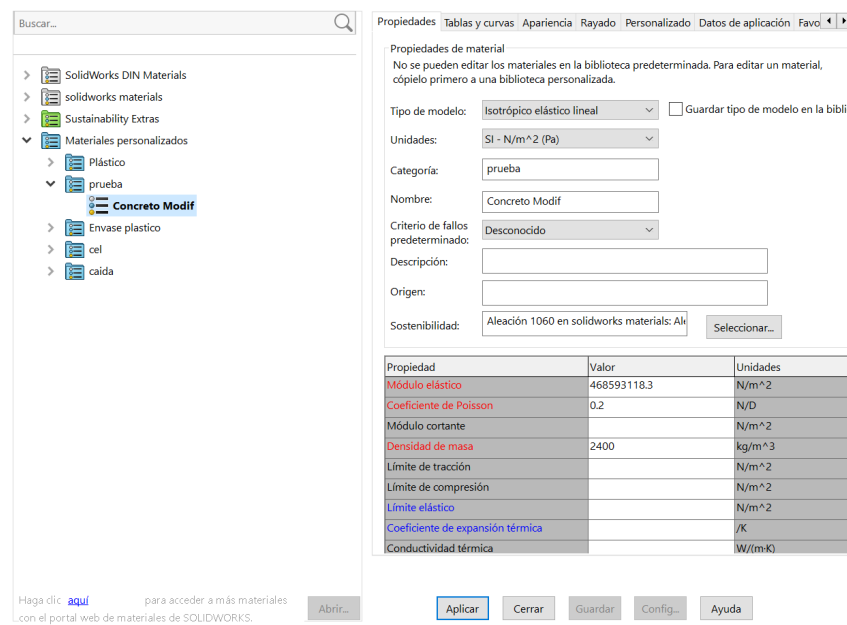 Buscar...
SolidWorks DIN Materials
solidworks materials
Sustainability Extras
Materiales personalizados
Plástico
prueba
Concreto Modif
Envase plastico
cel
caida
Haga clic aquí para acceder a más materiales
con el portal web de materiales de SOLIDWORKS.
Abrir...
Propiedades Tablas y curvas Apariencia Rayado Personalizado Datos de aplicación Favo
Propiedades de material
No se pueden editar los materiales en la biblioteca predeterminada. Para editar un material,
cópielo primero a una biblioteca personalizada.
Tipo de modelo: Isotrópico elástico lineal Guardar tipo de modelo en la bibli
Unidades: SI - N/m^2 (Pa)
Categoría: prueba
Nombre: Concreto Modif
Criterio de fallos
predeterminado: Desconocido
Descripción:
Origen:
Sostenibilidad: Aleación 1060 en solidworks materials: Al Seleccionar...
Propiedad Valor Unidades
Módulo elástico 468593118.3 N/m^2
Coeficiente de Poisson 0.2 N/D
Módulo cortante N/m^2
Densidad de masa 2400 kg/m^3
Límite de tracción N/m^2
Límite de compresión N/m^2
Límite elástico N/m^2
Coeficiente de expansión térmica /K
Conductividad térmica W/(m·K)
Aplicar Cerrar Guardar Config... Ayuda